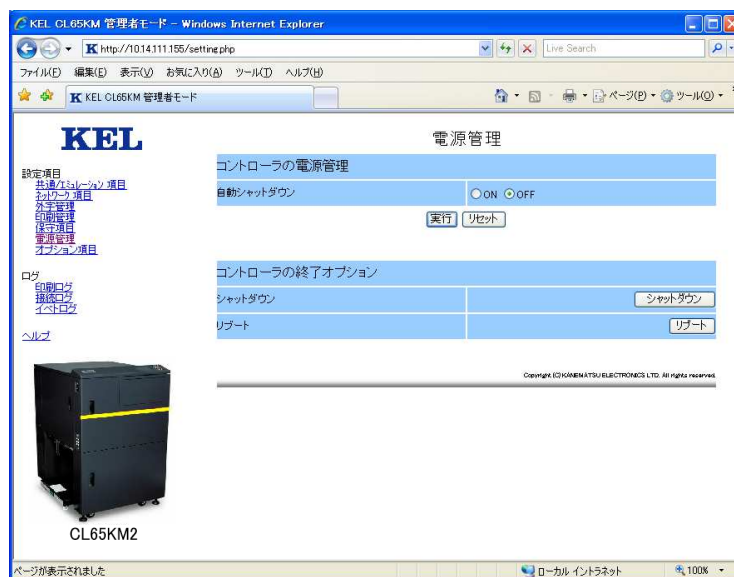 KEL CL65KM 管理者モード - Windows Internet Explorer
K http://10.14.111.155/setting.php
Live Search
ファイル(F) 編集(E) 表示(V) お気に入り(A) ツール(T) ヘルプ(H)
K KEL CL65KM 管理者モード
ページ(P) ツール(O)
KEL
設定項目
共通/エミュレーション 項目
ネットワーク 項目
外字管理
印刷管理
保守項目
電源管理
オプション項目
ログ
印刷ログ
接続ログ
イベトログ
ヘルプ
CL65KM2
電源管理
コントローラの電源管理
自動シャットダウン ON OFF
実行 リセット
コントローラの終了オプション
シャットダウン シャットダウン
リブート リブート
Copyright (C) KANEMATSU ELECTRONICS LTD. All rights reserved.
ページが表示されました ローカル イントラネット 100%